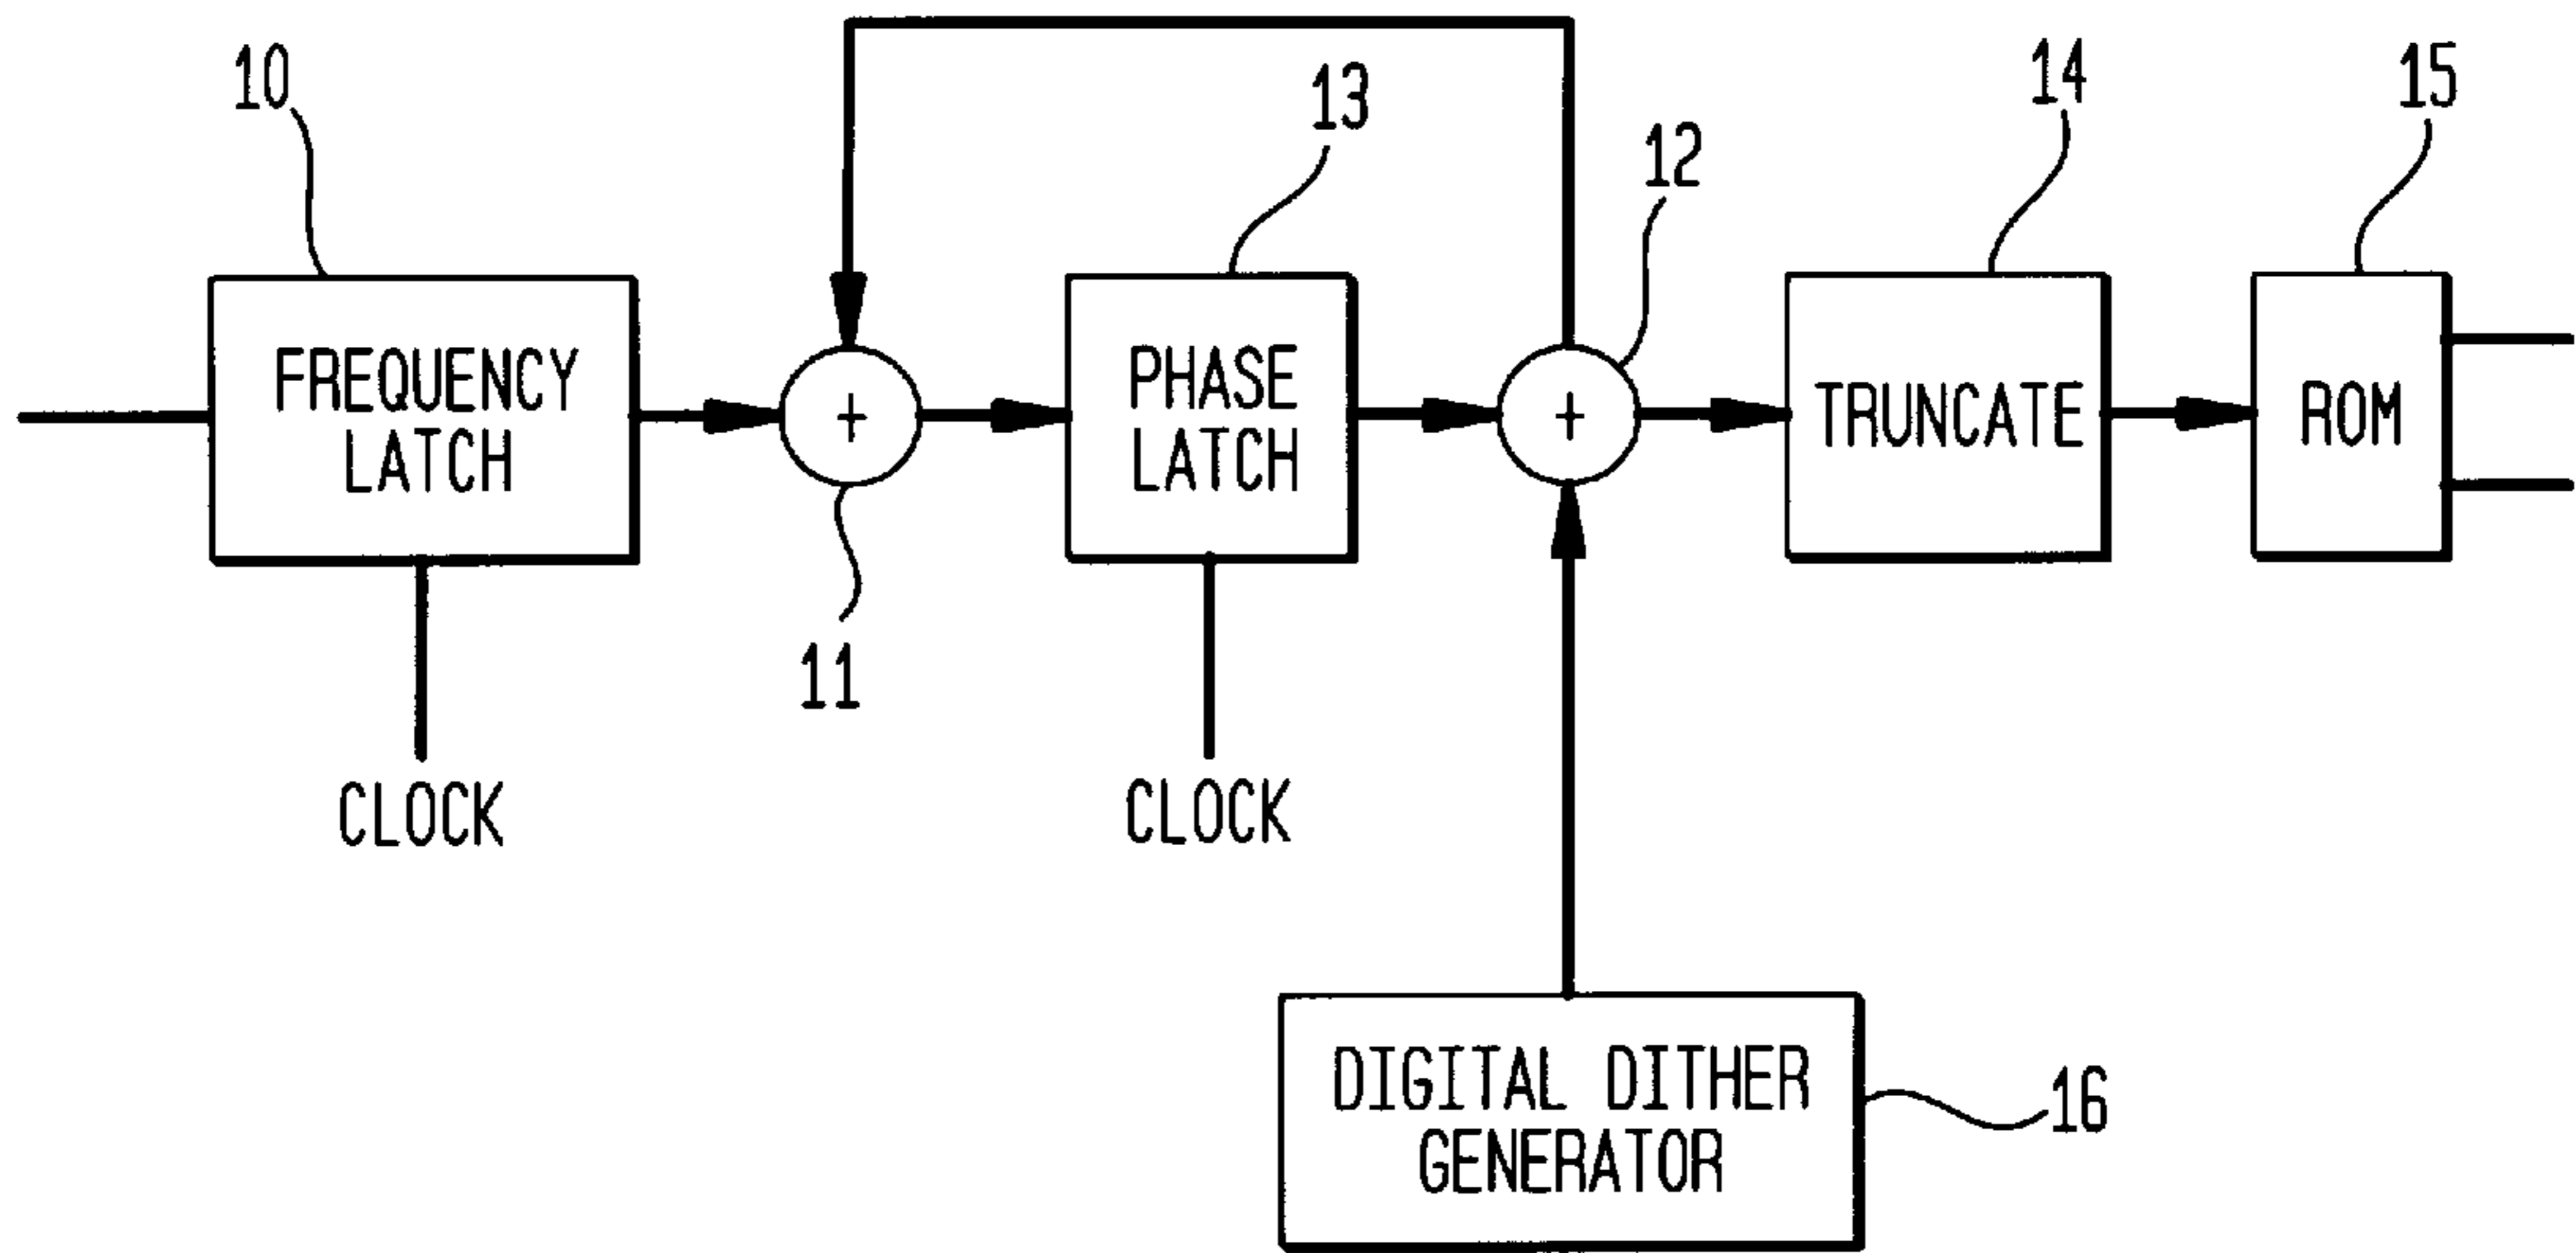 10
13
12
14
15
FREQUENCY
LATCH
+
PHASE
LATCH
+
TRUNCATE
ROM
11
CLOCK
CLOCK
DIGITAL DITHER
GENERATOR
16